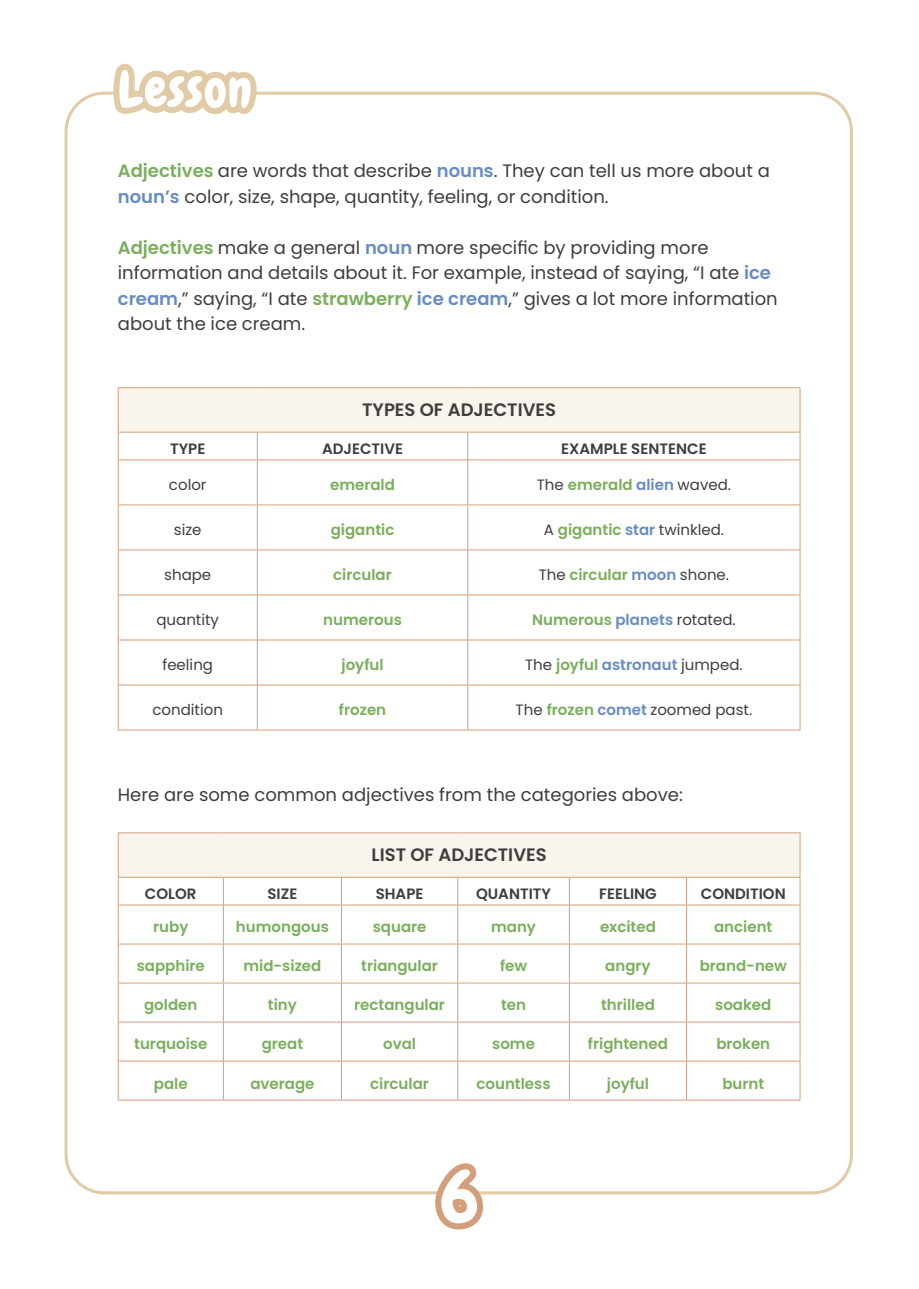 Lesson
Adjectives are words that describe nouns. They can tell us more about a
noun’s color, size, shape, quantity, feeling, or condition.
Adjectives make a general noun more specific by providing more
information and details about it. For example, instead of saying, “I ate ice
cream,” saying, “I ate strawberry ice cream,” gives a lot more information
about the ice cream.
TYPES OF ADJECTIVES
TYPE ADJECTIVE EXAMPLE SENTENCE
color emerald The emerald alien waved.
size gigantic A gigantic star twinkled.
shape circular The circular moon shone.
quantity numerous Numerous planets rotated.
feeling joyful The joyful astronaut jumped.
condition frozen The frozen comet zoomed past.
Here are some common adjectives from the categories above:
LIST OF ADJECTIVES
COLOR SIZE SHAPE QUANTITY FEELING CONDITION
ruby humongous square many excited ancient
sapphire mid-sized triangular few angry brand-new
golden tiny rectangular ten thrilled soaked
turquoise great oval some frightened broken
pale average circular countless joyful burnt
6